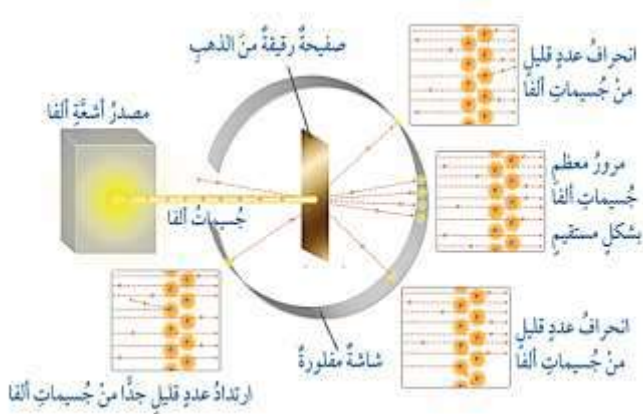 صفيحةٌ رقيقةٌ منَ الذهبِ
مصدرُ أشعَّةِ ألفا
جُسيماتُ ألفا
انحرافُ عددٍ قليلٍ
منْ جُسيماتِ ألفا
مرورُ معظمِ
جُسيماتِ ألفا
بشكلٍ مستقيمٍ
انحرافُ عددٍ قليلٍ
منْ جُسيماتِ ألفا
شاشةٌ مفلورةٌ
ارتدادُ عددٍ قليلٍ جدًّا منْ جُسيماتِ ألفا